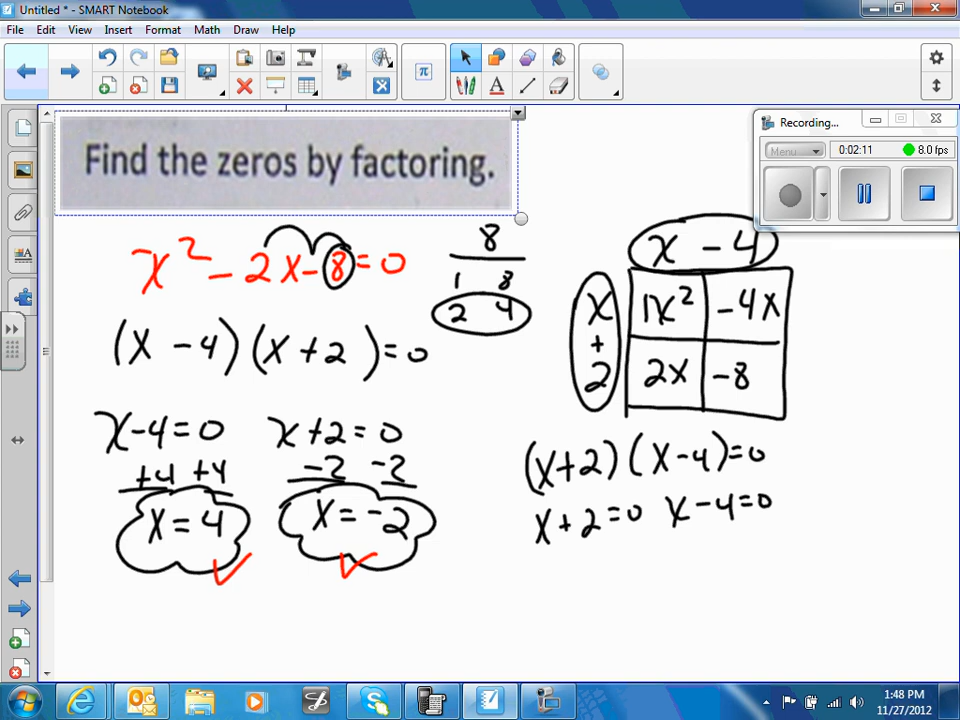 Untitled * - SMART Notebook
File Edit View Insert Format Math Draw Help
Recording...
Menu 0:02:11 8.0 fps
Find the zeros by factoring.
x² - 2x - 8 = 0
8
1 8
2 4
(x - 4)(x + 2) = 0
x - 4 = 0 x + 2 = 0
+4 +4 -2 -2
x = 4 x = -2
x - 4
x + 2
1x² -4x
2x -8
(x+2)(x-4)=0
x+2=0 x-4=0
1:48 PM
11/27/2012